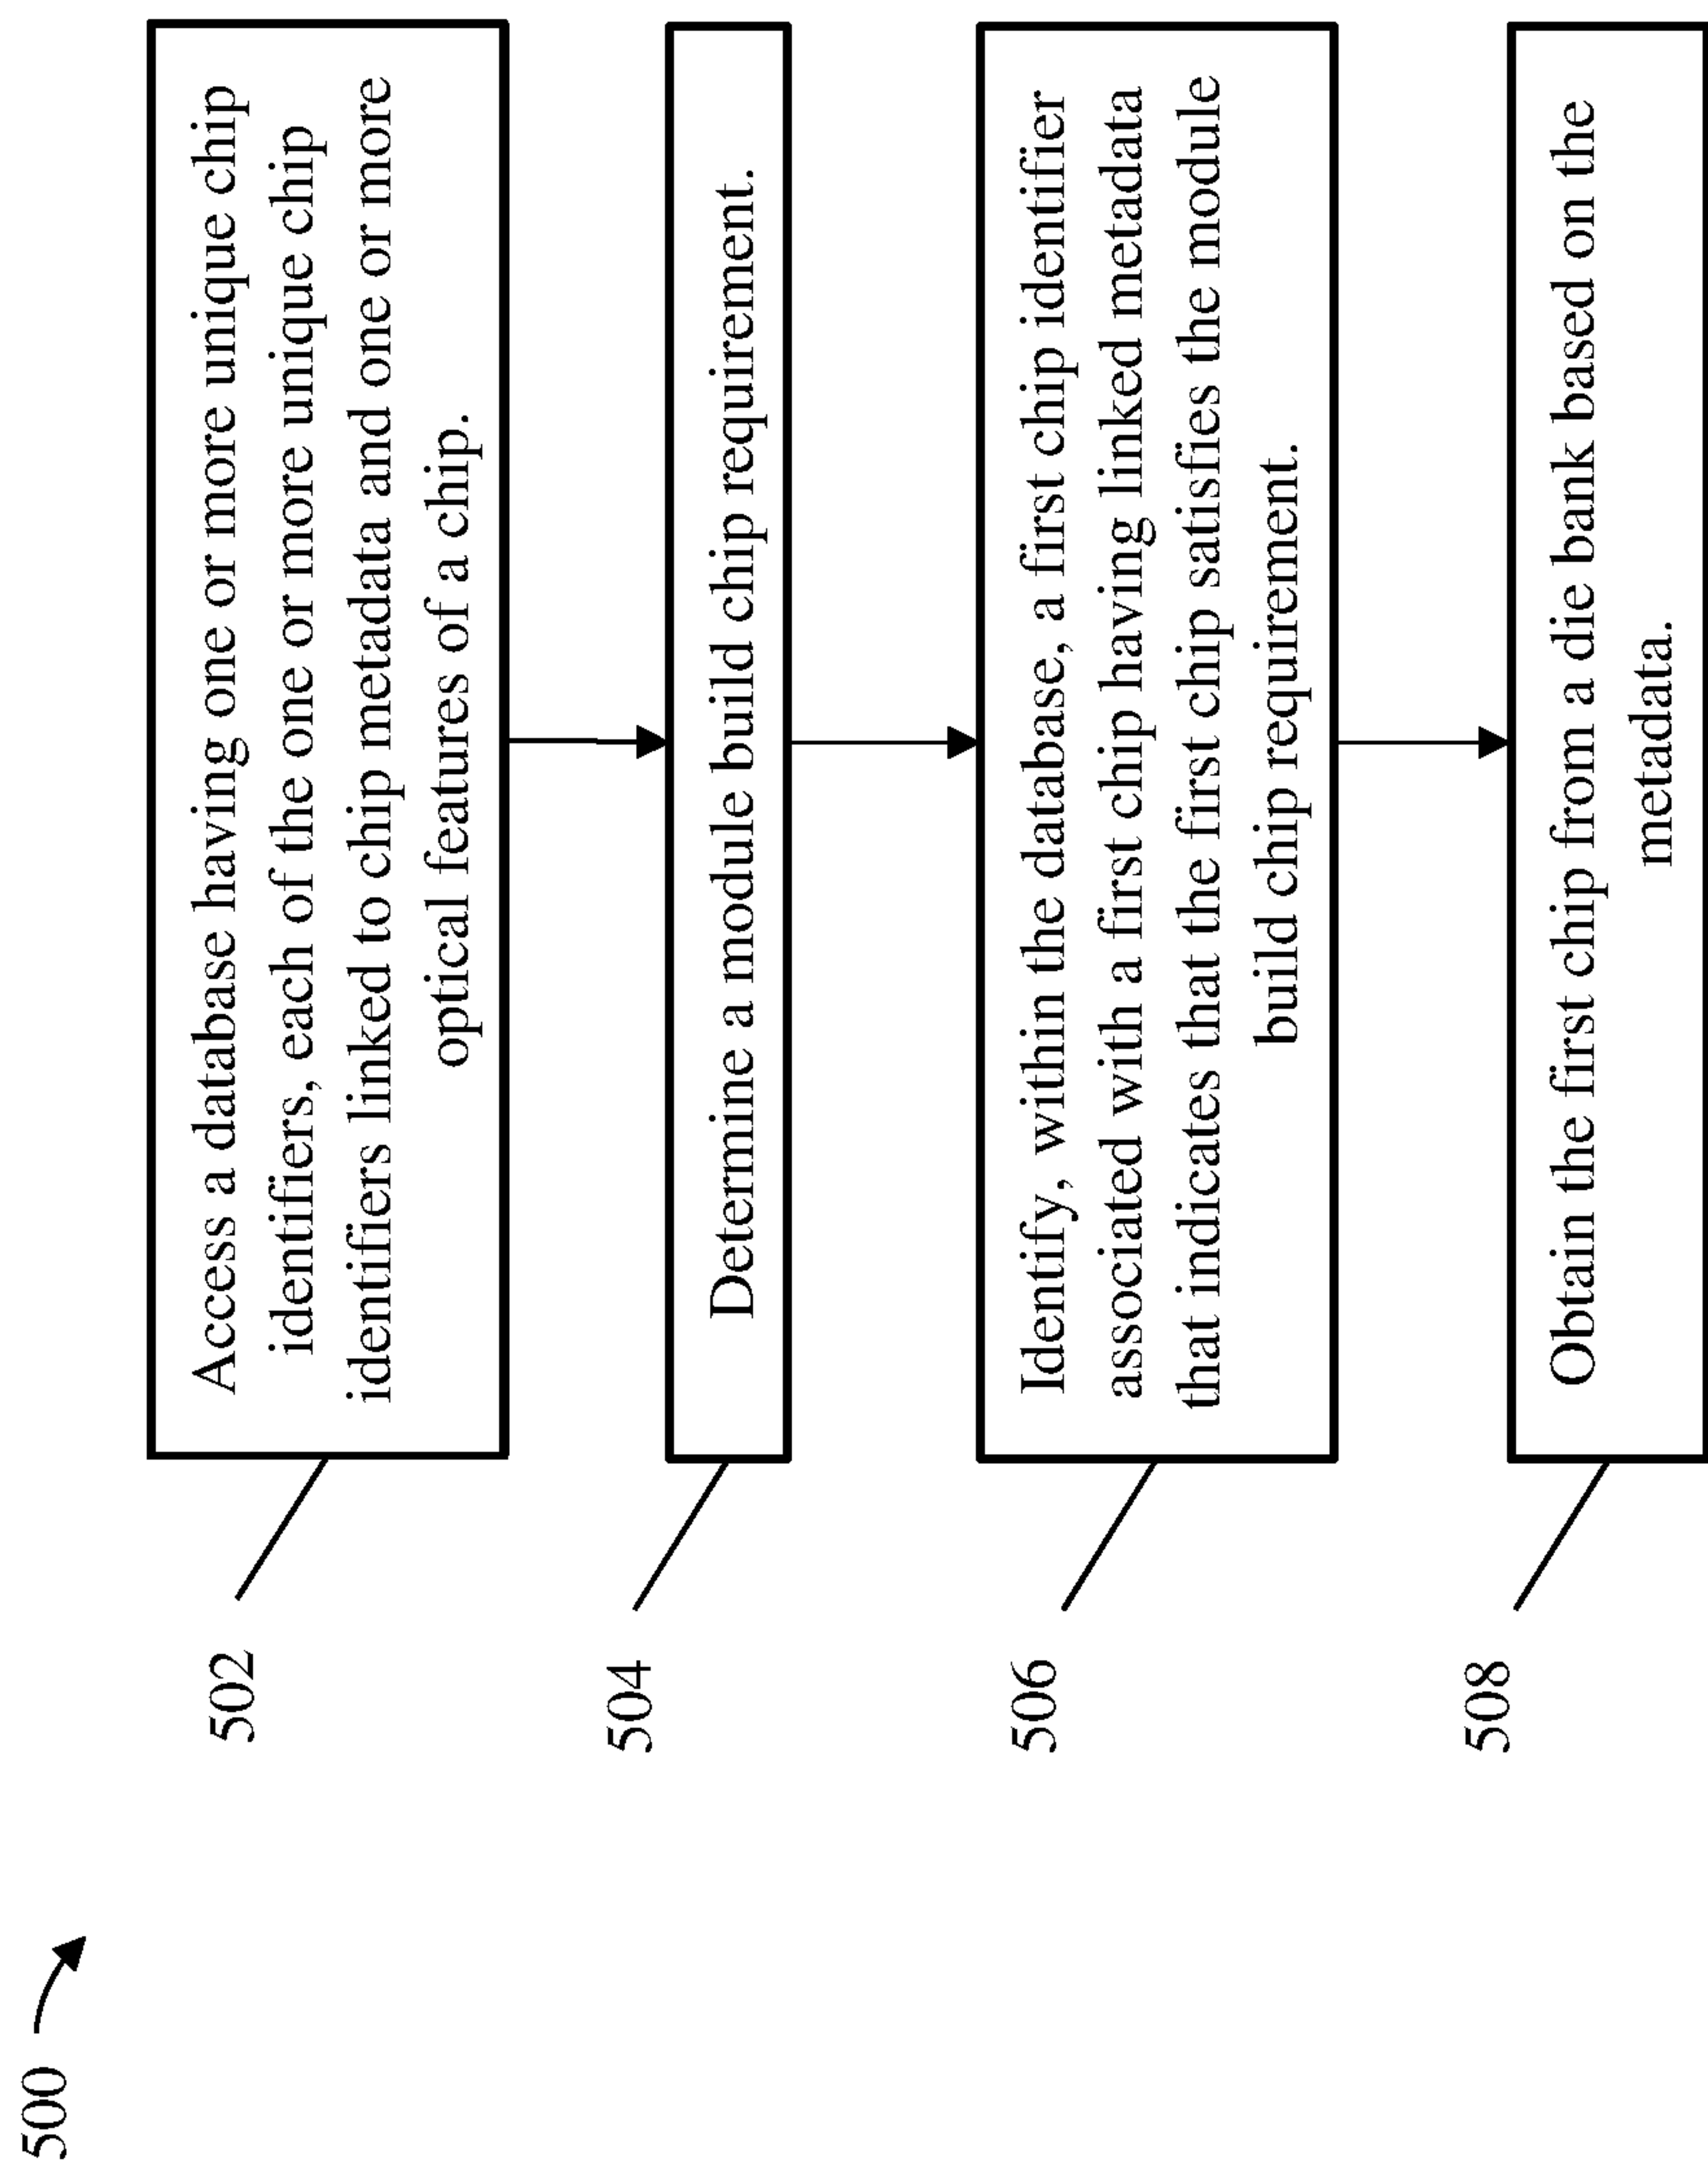 500
502
Access a database having one or more unique chip
identifiers, each of the one or more unique chip
identifiers linked to chip metadata and one or more
optical features of a chip.
504
Determine a module build chip requirement.
506
Identify, within the database, a first chip identifier
associated with a first chip having linked metadata
that indicates that the first chip satisfies the module
build chip requirement.
508
Obtain the first chip from a die bank based on the
metadata.